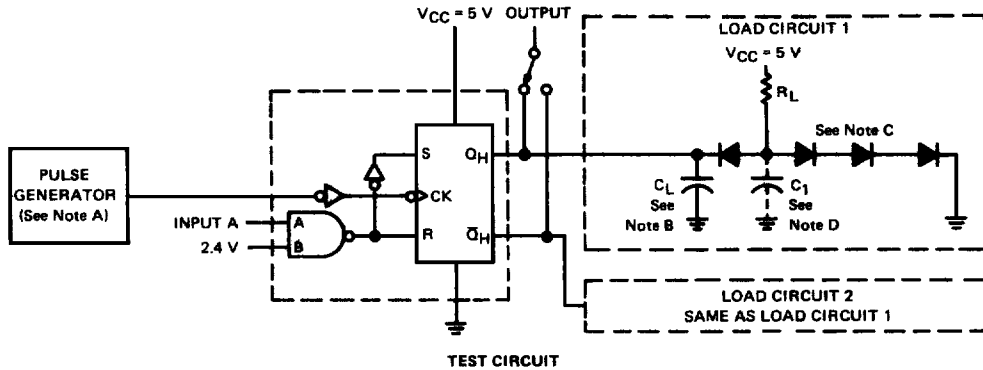 VCC = 5 V OUTPUT
LOAD CIRCUIT 1
VCC = 5 V
RL
See Note C
PULSE
GENERATOR
(See Note A)
S
QH
CK
INPUT A
A
2.4 V
B
R
Q̅H
CL
See
Note B
C1
See
Note D
LOAD CIRCUIT 2
SAME AS LOAD CIRCUIT 1
TEST CIRCUIT